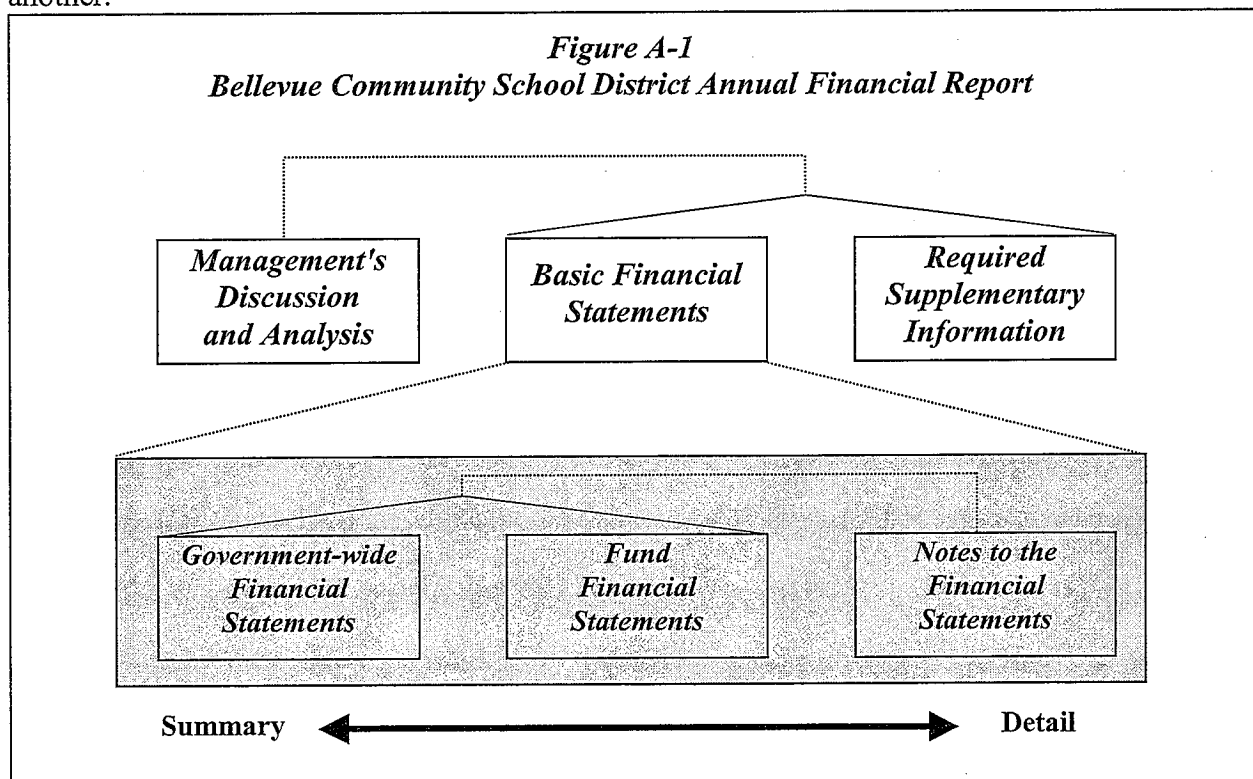 another.
Figure A-1
Bellevue Community School District Annual Financial Report
Management's
Discussion
and Analysis
Basic Financial
Statements
Required
Supplementary
Information
Government-wide
Financial
Statements
Fund
Financial
Statements
Notes to the
Financial
Statements
Summary
Detail